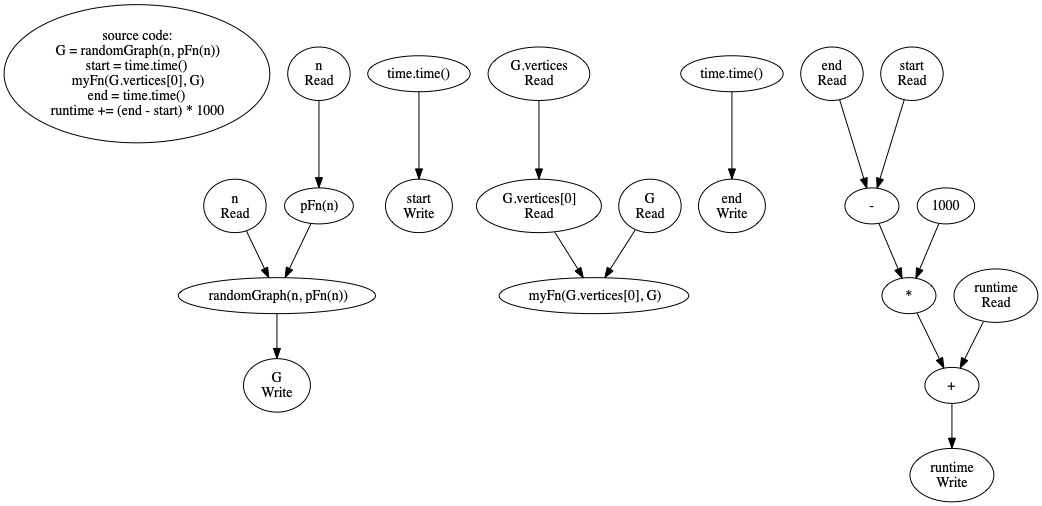 source code:
G = randomGraph(n, pFn(n))
start = time.time()
myFn(G.vertices[0], G)
end = time.time()
runtime += (end - start) * 1000
n
Read
time.time()
G.vertices
Read
time.time()
end
Read
start
Read
n
Read
pFn(n)
start
Write
G.vertices[0]
Read
G
Read
end
Write
-
1000
randomGraph(n, pFn(n))
myFn(G.vertices[0], G)
*
runtime
Read
G
Write
+
runtime
Write